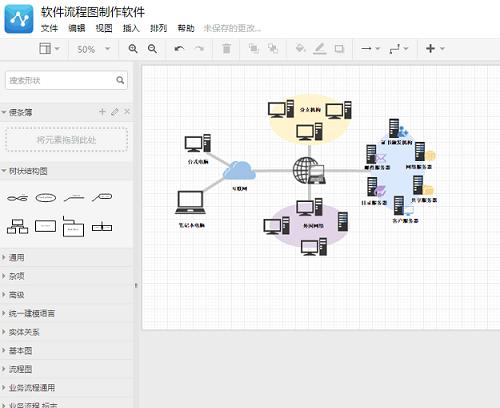 软件流程图制作软件
文件 编辑 视图 插入 排列 帮助 未保存的更改...
50%
搜索形状
便条簿
将元素拖到此处
树状结构图
通用
杂项
高级
统一建模语言
实体关系
基本图
流程图
业务流程通用
业务流程 标志
分支机构
证书颁发机构
台式电脑
邮件服务器
网络服务器
互联网
目录服务器
共享服务器
笔记本电脑
外围网络
客户服务器